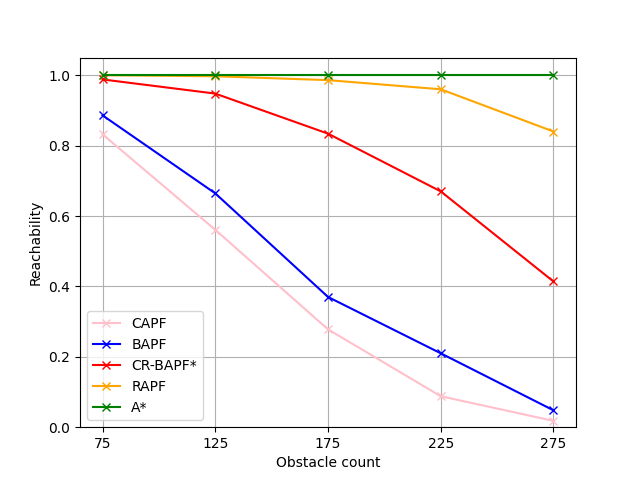 1.0
0.8
0.6
0.4
0.2
0.0
Reachability
CAPF
BAPF
CR-BAPF*
RAPF
A*
75 125 175 225 275
Obstacle count